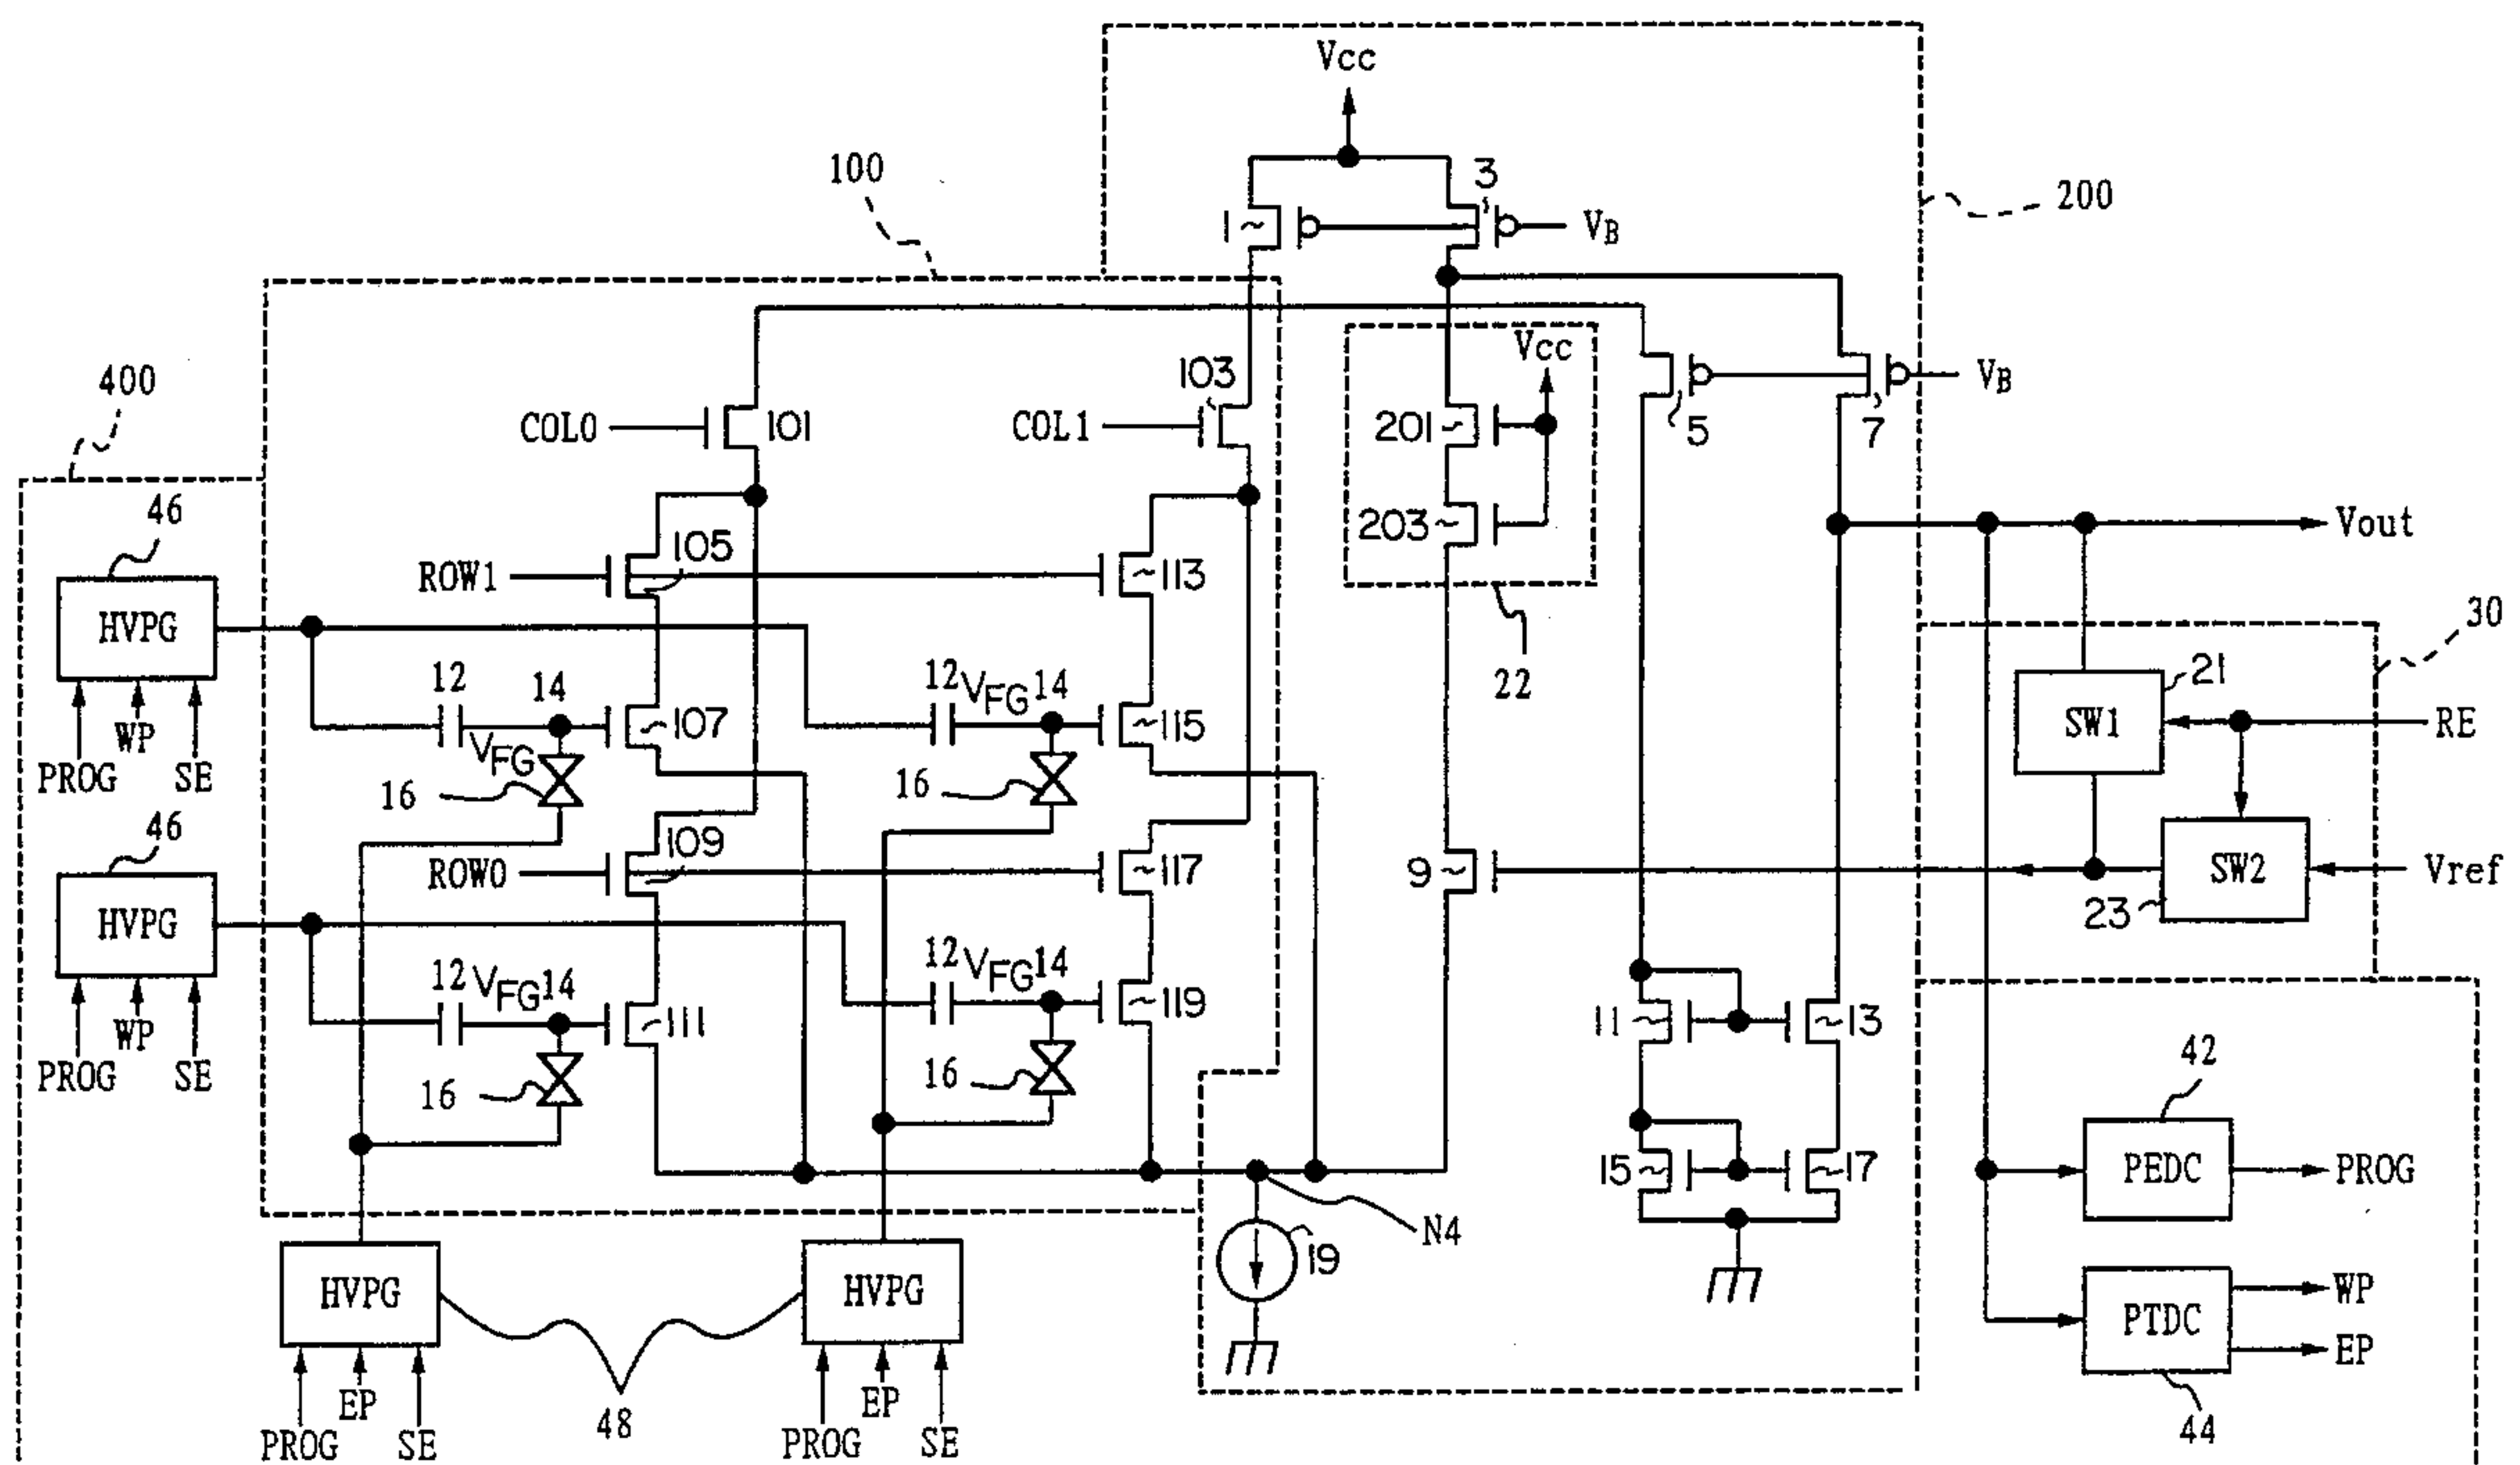 Vcc
3
100
200
1
VB
400
Vcc
103
VB
COL0
101
COL1
201
5
7
46
203
Vout
105
ROW1
113
30
HVPG
22
12
14
12
VFG
14
21
SW1
RE
WP
107
115
VFG
PROG
SE
16
16
46
109
ROW0
117
9
SW2
Vref
HVPG
23
12
VFG
14
12
VFG
14
119
111
11
13
WP
42
PROG
SE
16
16
15
17
PEDC
PROG
N4
19
HVPG
HVPG
WP
PTDC
EP
EP
EP
48
44
PROG
SE
PROG
SE